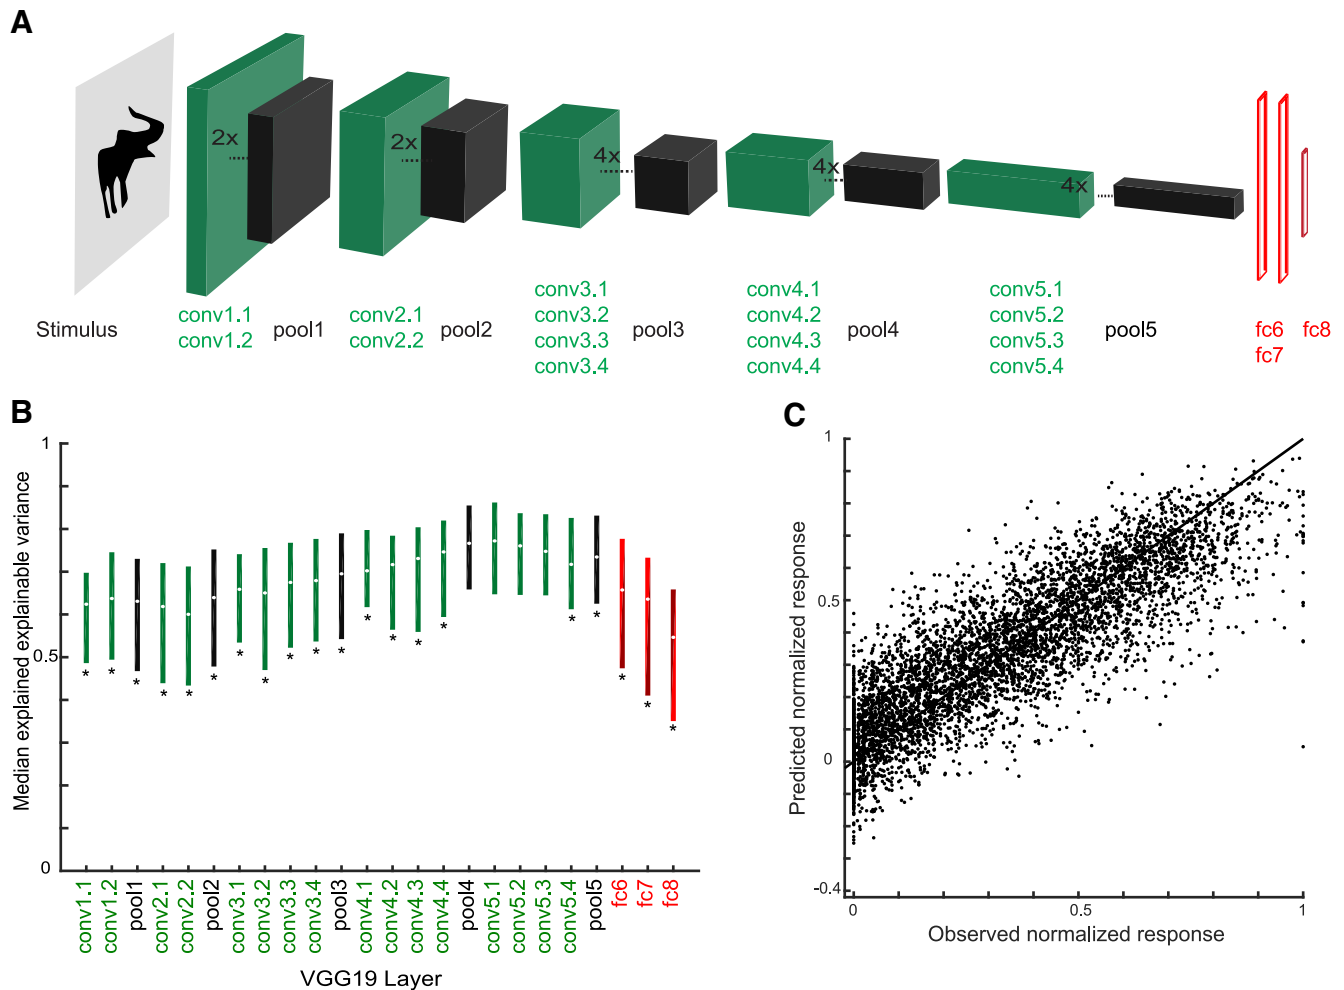 A
2x
2x
4x
4x
4x
Stimulus
conv1.1
conv1.2
pool1
conv2.1
conv2.2
pool2
conv3.1
conv3.2
conv3.3
conv3.4
pool3
conv4.1
conv4.2
conv4.3
conv4.4
pool4
conv5.1
conv5.2
conv5.3
conv5.4
pool5
fc6
fc7
fc8
B
Median explained explainable variance
1
0.5
0
* * * * * * * * * * * * * * * * * * * *
conv1.1
conv1.2
pool1
conv2.1
conv2.2
pool2
conv3.1
conv3.2
conv3.3
conv3.4
pool3
conv4.1
conv4.2
conv4.3
conv4.4
pool4
conv5.1
conv5.2
conv5.3
conv5.4
pool5
fc6
fc7
fc8
VGG19 Layer
C
Predicted normalized response
1
0.5
0
-0.4
0
0.5
1
Observed normalized response